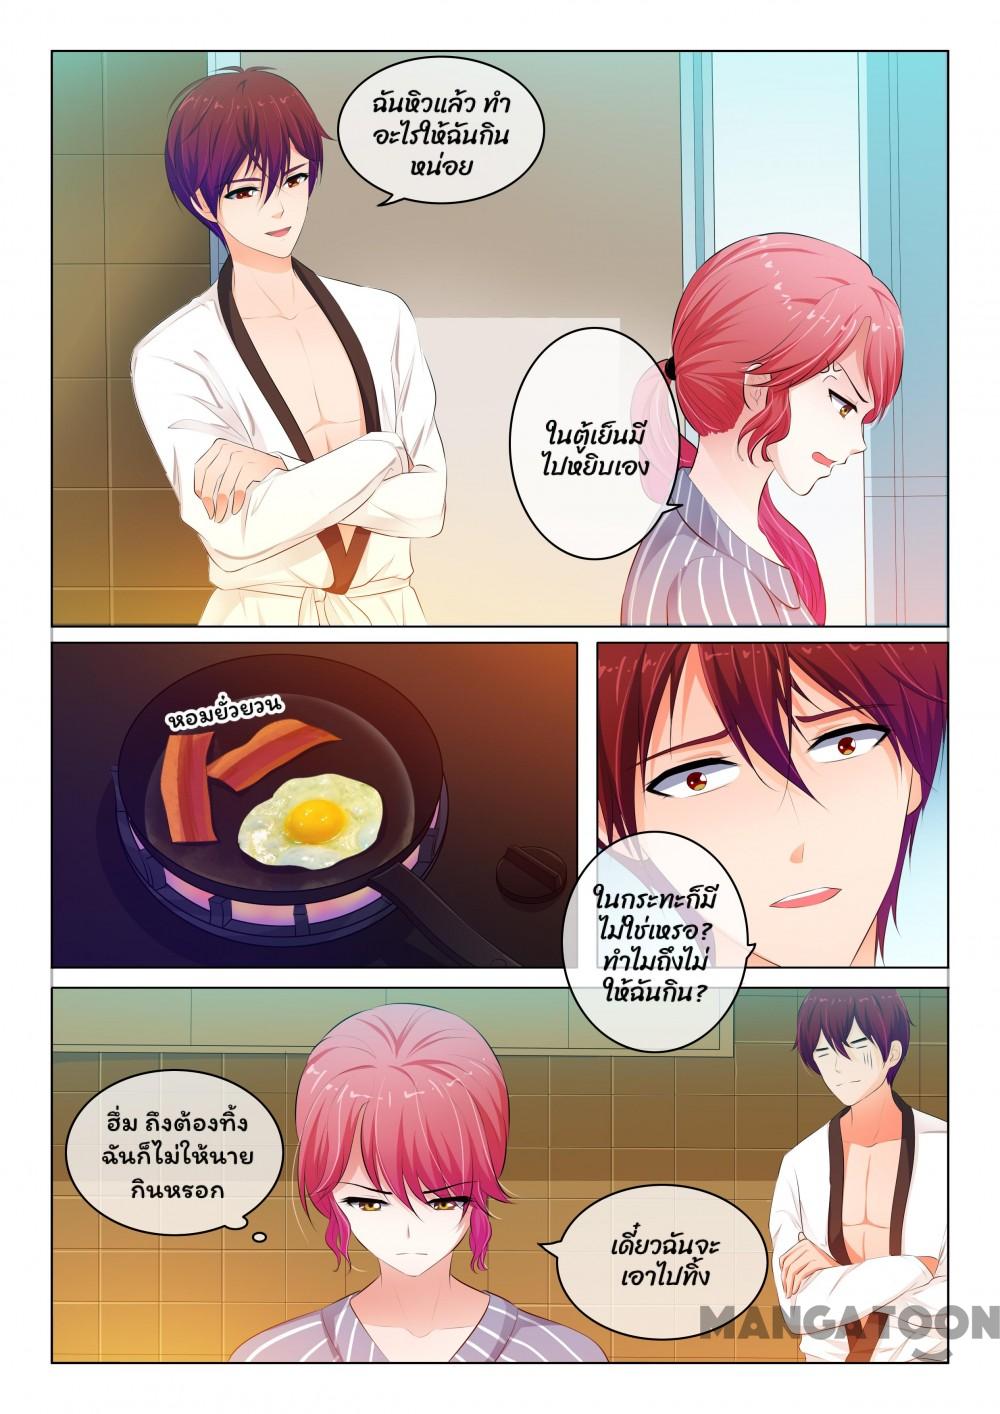 ฉันหิวแล้ว ทำ
อะไรให้ฉันกิน
หน่อย
ในตู้เย็นมี
ไปหยิบเอง
หอมยั่วยวน
ในกระทะก็มี
ไม่ใช่เหรอ?
ทำไมถึงไม่
ให้ฉันกิน?
ฮึ่ม ถึงต้องทิ้ง
ฉันก็ไม่ให้นาย
กินหรอก
เดี๋ยวฉันจะ
เอาไปทิ้ง
MANGATOON